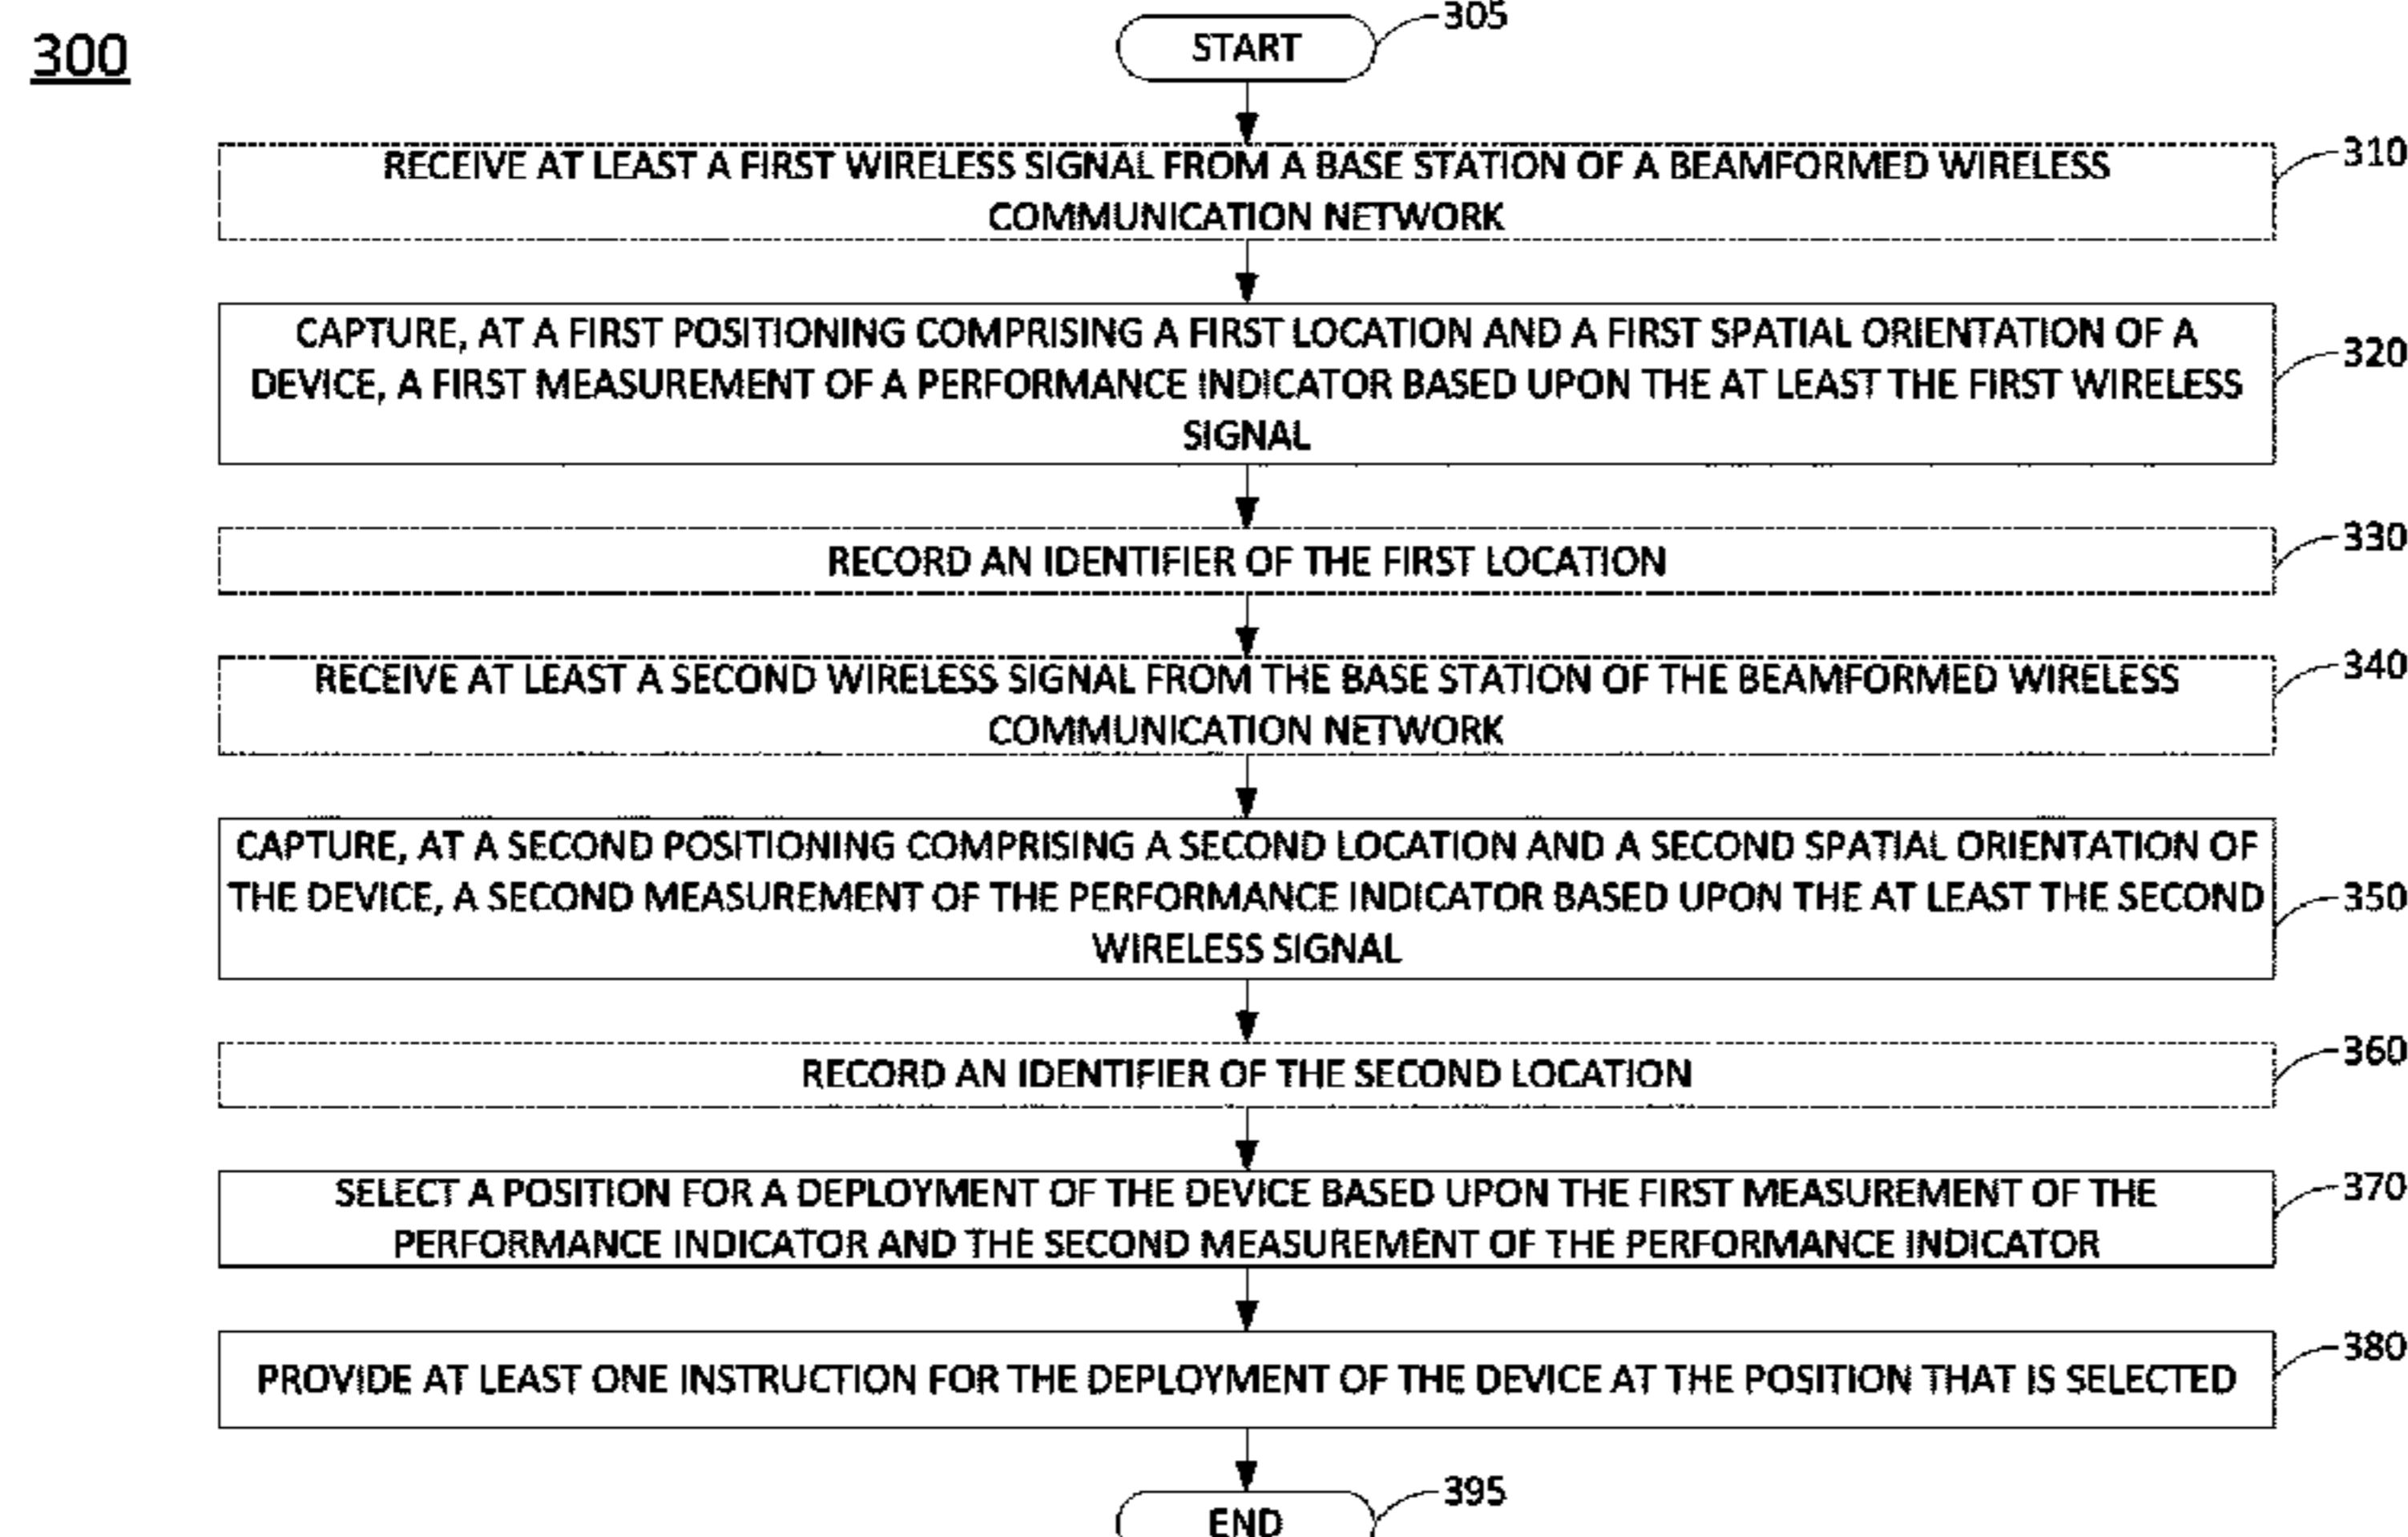 300
START
305
RECEIVE AT LEAST A FIRST WIRELESS SIGNAL FROM A BASE STATION OF A BEAMFORMED WIRELESS
COMMUNICATION NETWORK
310
CAPTURE, AT A FIRST POSITIONING COMPRISING A FIRST LOCATION AND A FIRST SPATIAL ORIENTATION OF A
DEVICE, A FIRST MEASUREMENT OF A PERFORMANCE INDICATOR BASED UPON THE AT LEAST THE FIRST WIRELESS
SIGNAL
320
RECORD AN IDENTIFIER OF THE FIRST LOCATION
330
RECEIVE AT LEAST A SECOND WIRELESS SIGNAL FROM THE BASE STATION OF THE BEAMFORMED WIRELESS
COMMUNICATION NETWORK
340
CAPTURE, AT A SECOND POSITIONING COMPRISING A SECOND LOCATION AND A SECOND SPATIAL ORIENTATION OF
THE DEVICE, A SECOND MEASUREMENT OF THE PERFORMANCE INDICATOR BASED UPON THE AT LEAST THE SECOND
WIRELESS SIGNAL
350
RECORD AN IDENTIFIER OF THE SECOND LOCATION
360
SELECT A POSITION FOR A DEPLOYMENT OF THE DEVICE BASED UPON THE FIRST MEASUREMENT OF THE
PERFORMANCE INDICATOR AND THE SECOND MEASUREMENT OF THE PERFORMANCE INDICATOR
370
PROVIDE AT LEAST ONE INSTRUCTION FOR THE DEPLOYMENT OF THE DEVICE AT THE POSITION THAT IS SELECTED
380
END
395